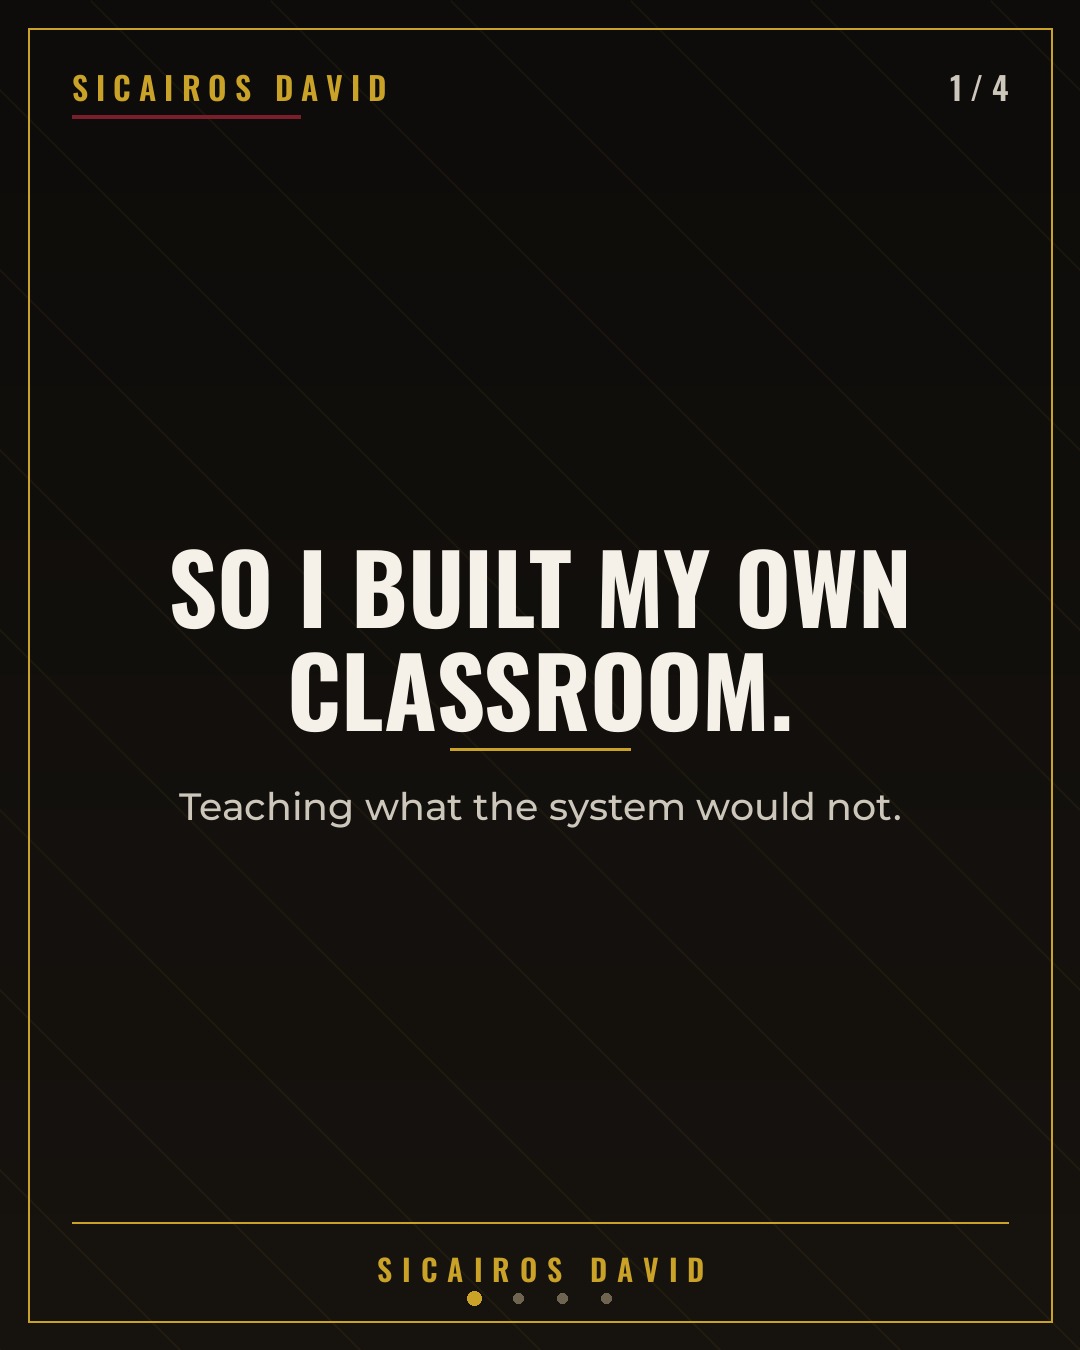 SICAIROS DAVID
1 / 4
SO I BUILT MY OWN
CLASSROOM.
Teaching what the system would not.
SICAIROS DAVID